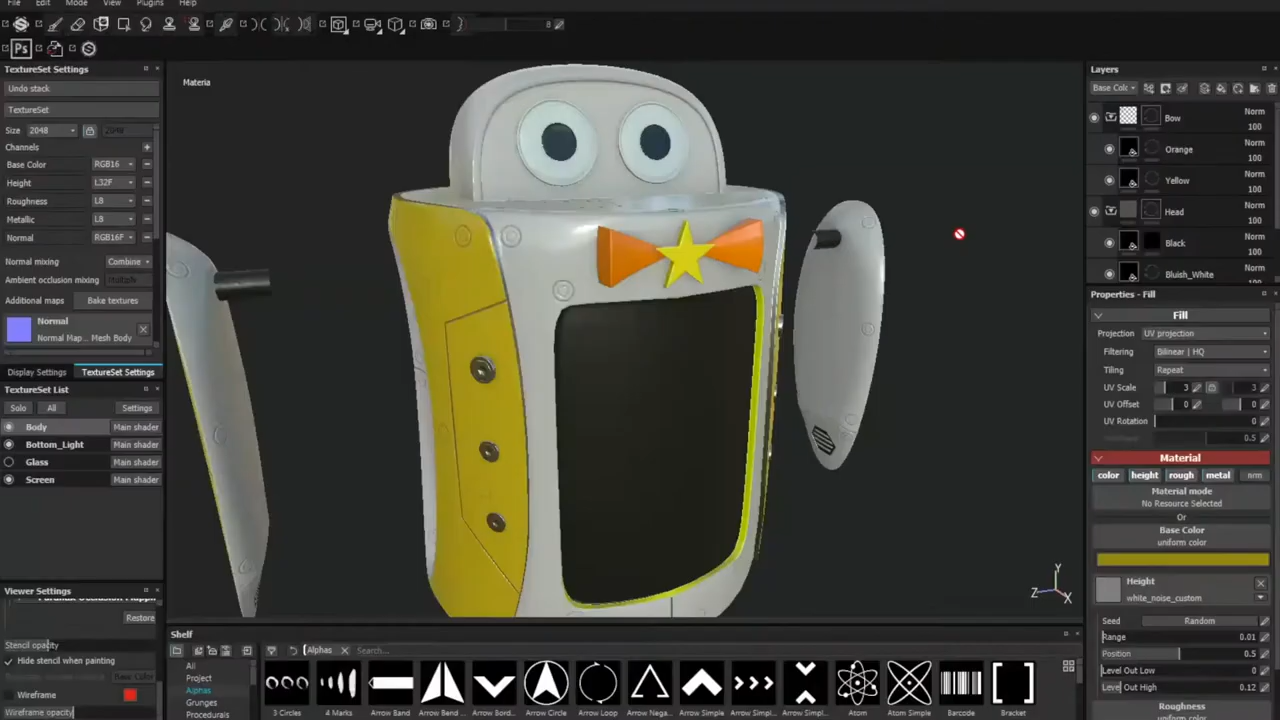 File Edit Mode View Plugins
8
Ps
TextureSet Settings
Undo stack
TextureSet
Size 2048 2048
Channels
Base Color RGB16
Height L32F
Roughness L8
Metallic L8
Normal RGB16F
Normal mixing Combine
Ambient occlusion mixing Multiply
Additional maps Bake textures
Normal
Normal Map... Mesh Body
Display Settings TextureSet Settings
TextureSet List
Solo All Settings
Body Main shader
Bottom_Light Main shader
Glass Main shader
Screen Main shader
Viewer Settings
Restore
Stencil opacity
Hide stencil when painting
Base Color
Wireframe
Wireframe opacity
Materia
Y
Z X
Shelf
Alphas Search...
All
Project
Alphas
Grunges
Procedurals
3 Circles 4 Marks Arrow Band Arrow Band ... Arrow Bord... Arrow Circle Arrow Loop Arrow Nega... Arrow Simple Arrow Simpl... Arrow Simpl... Atom Atom Simple Barcode Bracket
Layers
Base Colc
Bow Norm
100
Orange Norm
100
Yellow Norm
100
Head Norm
100
Black Norm
100
Bluish_White Norm
Properties - Fill
Fill
Projection UV projection
Filtering Bilinear | HQ
Tiling Repeat
UV Scale 3 3
UV Offset 0 0
UV Rotation 0
0.5
Material
color height rough metal nrm
Material mode
No Resource Selected
Or
Base Color
uniform color
Height
white_noise_custom
Seed Random
Range 0.01
Position 0.5
Level Out Low 0
Level Out High 0.12
Roughness